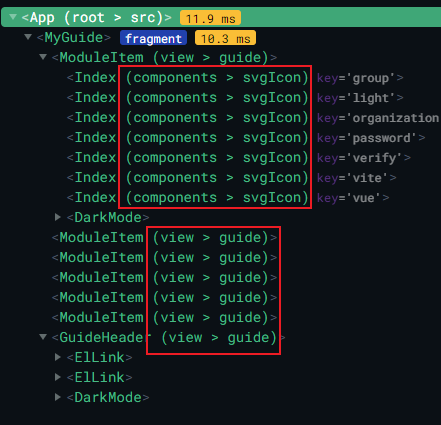 <App (root > src)> 11.9 ms
<MyGuide> fragment 10.3 ms
<ModuleItem (view > guide)>
<Index (components > svgIcon) key='group'>
<Index (components > svgIcon) key='light'>
<Index (components > svgIcon) key='organization
<Index (components > svgIcon) key='password'>
<Index (components > svgIcon) key='verify'>
<Index (components > svgIcon) key='vite'>
<Index (components > svgIcon) key='vue'>
<DarkMode>
<ModuleItem (view > guide)>
<ModuleItem (view > guide)>
<ModuleItem (view > guide)>
<ModuleItem (view > guide)>
<ModuleItem (view > guide)>
<GuideHeader (view > guide)>
<ElLink>
<ElLink>
<DarkMode>